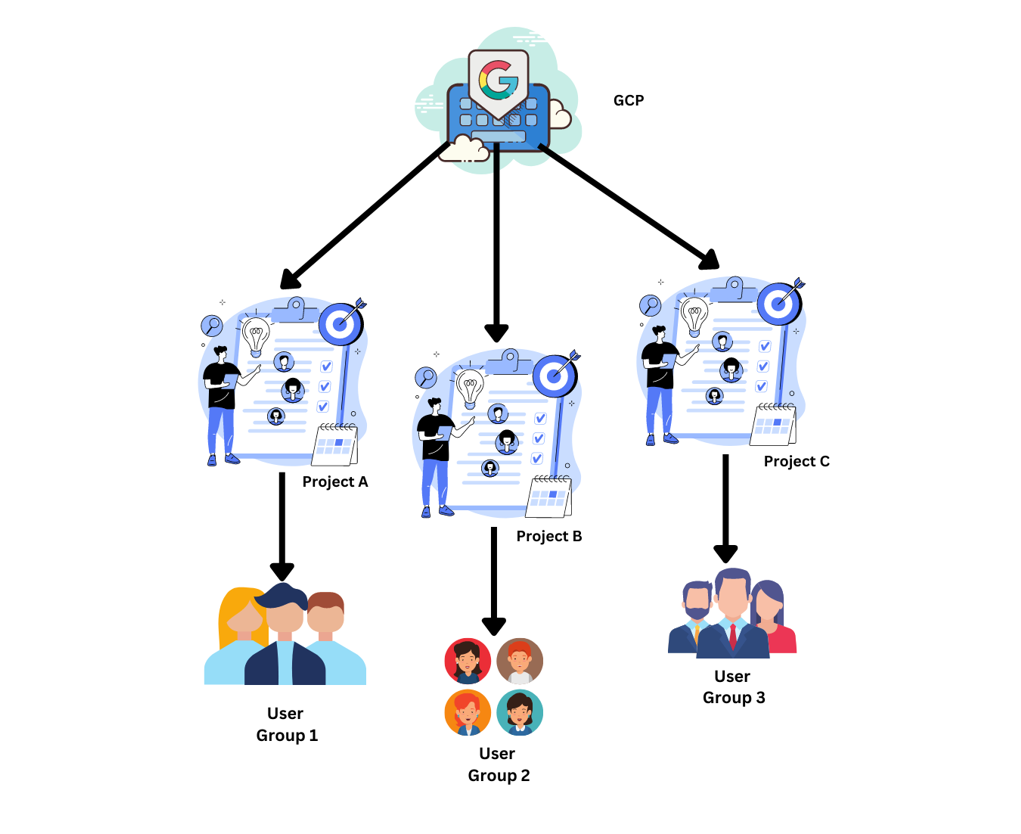 GCP
Project A
Project B
Project C
User
Group 1
User
Group 2
User
Group 3